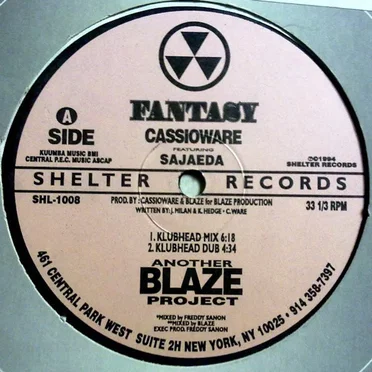 FANTASY
CASSIOWARE
FEATURING
SAJAEDA
A
SIDE
KUUMBA MUSIC BMI
CENTRAL P.E.C. MUSIC ASCAP
℗©1994
SHELTER RECORDS
SHELTER RECORDS
SHL-1008
PROD. BY : CASSIOWARE & BLAZE for BLAZE PRODUCTION
WRITTEN BY: J. MILAN & K. HEDGE - C. WARE
33 1/3 RPM
1. KLUBHEAD MIX 6:18
2. KLUBHEAD DUB 4:34
ANOTHER
BLAZE
PROJECT
*MIXED by FREDDY SANON
**MIXED by BLAZE
EXEC PROD. FREDDY SANON
461 CENTRAL PARK WEST SUITE 2H NEW YORK, NY 10025 • 914 358-7397